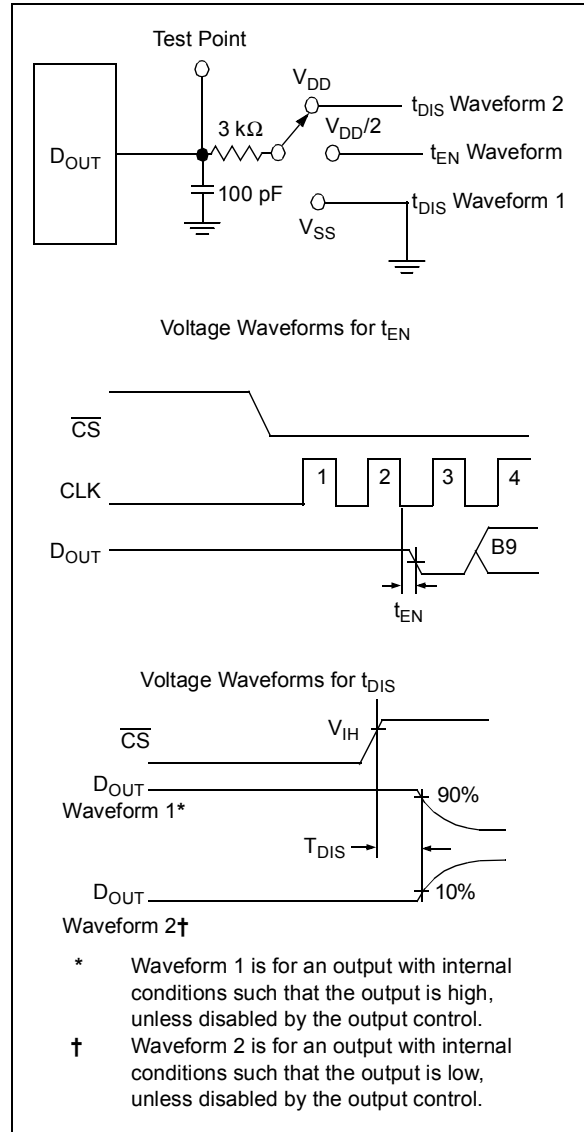 Test Point
V_DD
t_DIS Waveform 2
3 kΩ
V_DD/2
D_OUT
t_EN Waveform
100 pF
t_DIS Waveform 1
V_SS
Voltage Waveforms for t_EN
CS
1 2 3 4
CLK
D_OUT
B9
t_EN
Voltage Waveforms for t_DIS
V_IH
CS
D_OUT
90%
Waveform 1*
T_DIS
D_OUT
10%
Waveform 2†
* Waveform 1 is for an output with internal
conditions such that the output is high,
unless disabled by the output control.
† Waveform 2 is for an output with internal
conditions such that the output is low,
unless disabled by the output control.